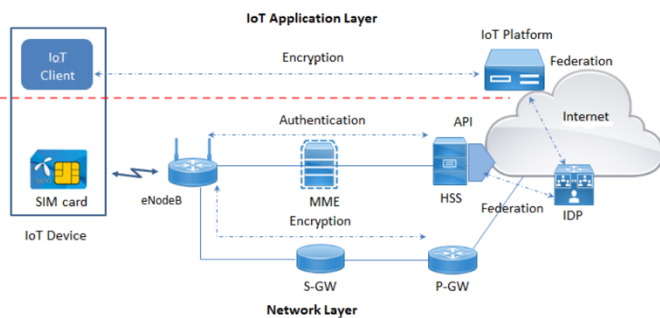 IoT Application Layer
IoT
Client
Encryption
IoT Platform
Federation
Internet
Authentication
API
SIM card
eNodeB
MME
HSS
Federation
IDP
IoT Device
Encryption
S-GW
P-GW
Network Layer